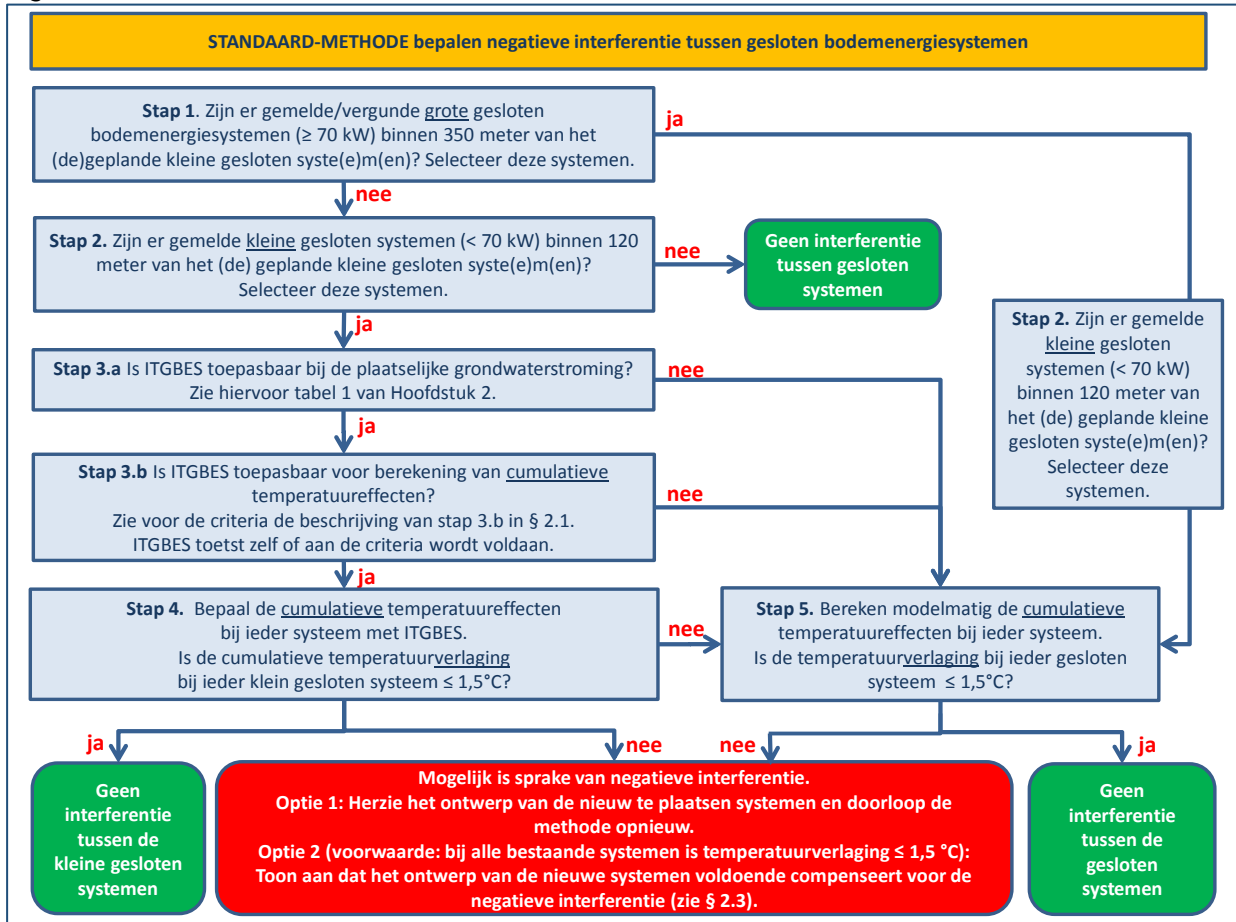 STANDAARD-METHODE bepalen negatieve interferentie tussen gesloten bodemenergiesystemen
Stap 1. Zijn er gemelde/vergunde grote gesloten
bodemenergiesystemen (≥ 70 kW) binnen 350 meter van het
(de)geplande kleine gesloten syste(e)m(en)? Selecteer deze systemen.
ja
nee
Stap 2. Zijn er gemelde kleine gesloten systemen (< 70 kW) binnen 120
meter van het (de) geplande kleine gesloten syste(e)m(en)?
Selecteer deze systemen.
nee
Geen interferentie
tussen gesloten
systemen
ja
Stap 2. Zijn er gemelde
kleine gesloten
systemen (< 70 kW)
binnen 120 meter van
het (de) geplande kleine
gesloten syste(e)m(en)?
Selecteer deze
systemen.
Stap 3.a Is ITGBES toepasbaar bij de plaatselijke grondwaterstroming?
Zie hiervoor tabel 1 van Hoofdstuk 2.
nee
ja
Stap 3.b Is ITGBES toepasbaar voor berekening van cumulatieve
temperatuureffecten?
Zie voor de criteria de beschrijving van stap 3.b in § 2.1.
ITGBES toetst zelf of aan de criteria wordt voldaan.
nee
ja
Stap 4. Bepaal de cumulatieve temperatuureffecten
bij ieder systeem met ITGBES.
Is de cumulatieve temperatuurverlaging
bij ieder klein gesloten systeem ≤ 1,5°C?
nee
Stap 5. Bereken modelmatig de cumulatieve
temperatuureffecten bij ieder systeem.
Is de temperatuurverlaging bij ieder gesloten
systeem ≤ 1,5°C?
ja
nee
nee
ja
Geen
interferentie
tussen de
kleine gesloten
systemen
Mogelijk is sprake van negatieve interferentie.
Optie 1: Herzie het ontwerp van de nieuw te plaatsen systemen en doorloop de
methode opnieuw.
Optie 2 (voorwaarde: bij alle bestaande systemen is temperatuurverlaging ≤ 1,5 °C):
Toon aan dat het ontwerp van de nieuwe systemen voldoende compenseert voor de
negatieve interferentie (zie § 2.3).
Geen
interferentie
tussen de
gesloten
systemen